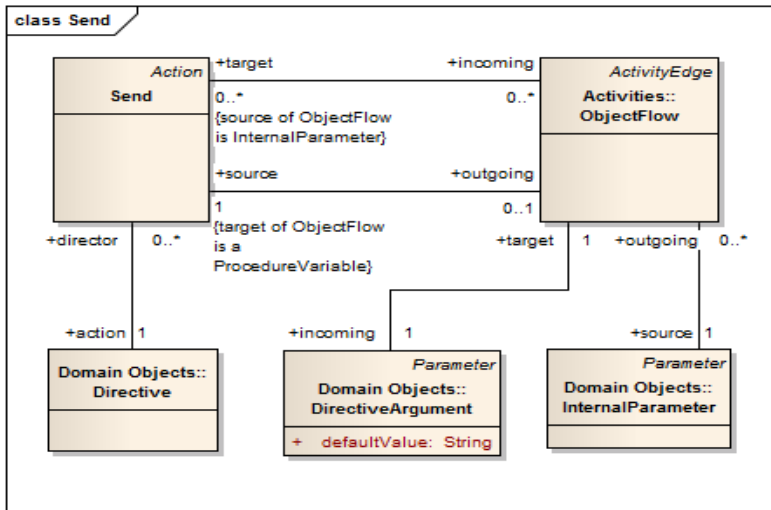 class Send
Action
Send
+target
+incoming
0..*
0..*
{source of ObjectFlow
is InternalParameter}
+source
+outgoing
1
0..1
{target of ObjectFlow
is a
ProcedureVariable}
ActivityEdge
Activities::
ObjectFlow
+director
0..*
+target
1
+outgoing
0..*
+action
1
+incoming
1
+source
1
Domain Objects::
Directive
Parameter
Domain Objects::
DirectiveArgument
+ defaultValue: String
Parameter
Domain Objects::
InternalParameter